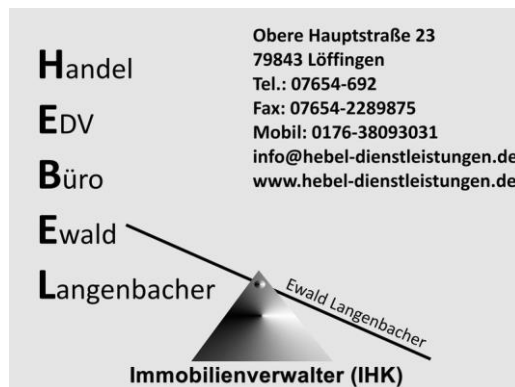 Handel
EDV
Büro
Ewald
Langenbacher
Obere Hauptstraße 23
79843 Löffingen
Tel.: 07654-692
Fax: 07654-2289875
Mobil: 0176-38093031
info@hebel-dienstleistungen.de
www.hebel-dienstleistungen.de
Ewald Langenbacher
Immobilienverwalter (IHK)